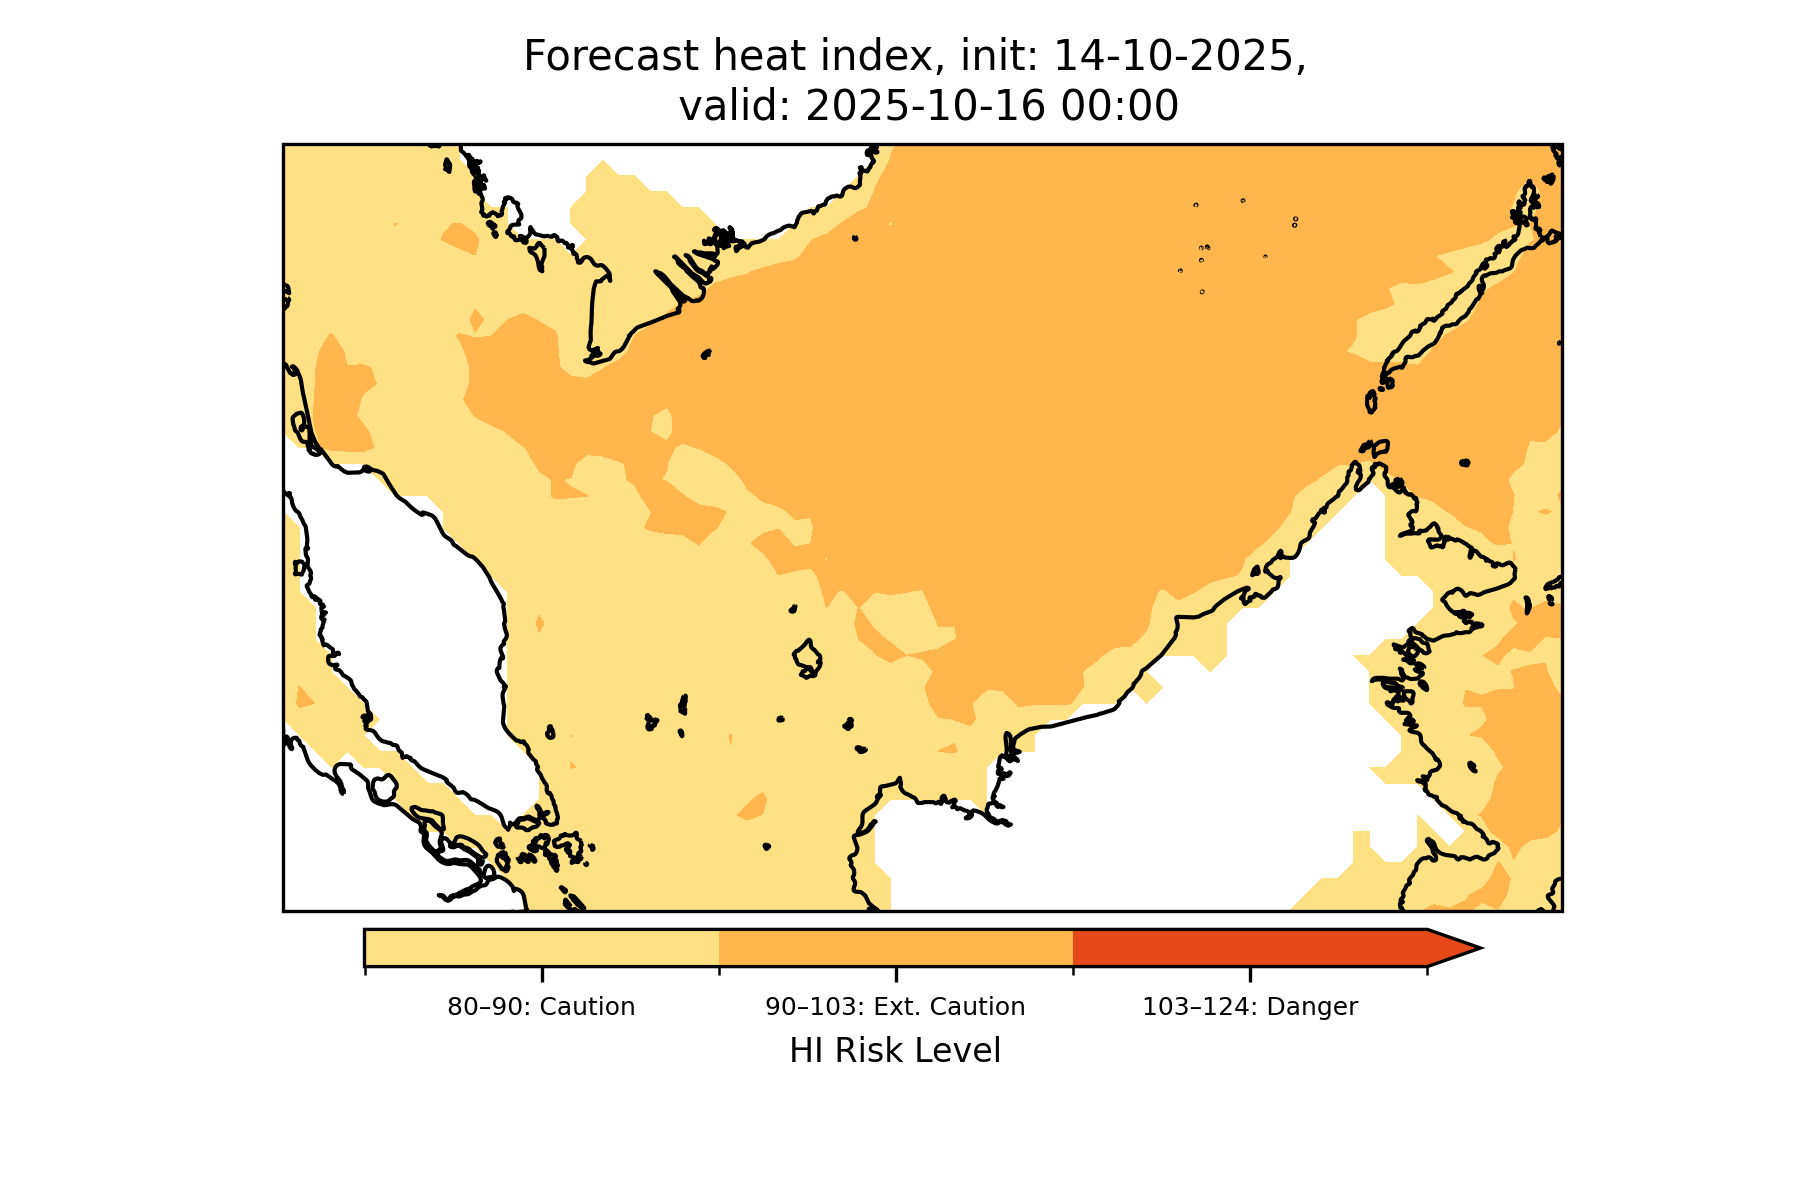 Forecast heat index, init: 14-10-2025,
valid: 2025-10-16 00:00
80–90: Caution
90–103: Ext. Caution
103–124: Danger
HI Risk Level